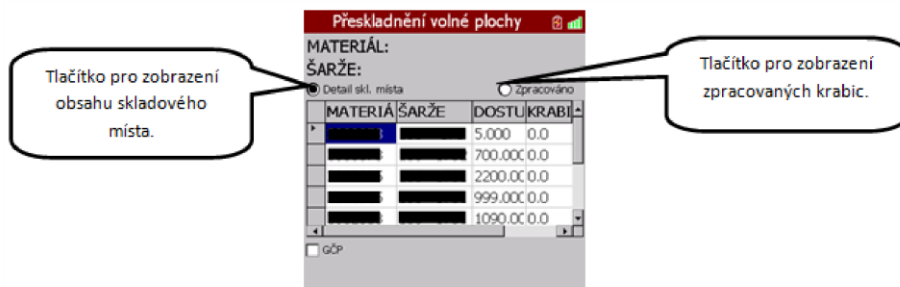 Přeskladnění volné plochy
MATERIÁL:
ŠARŽE:
Tlačítko pro zobrazení
obsahu skladového
místa.
Tlačítko pro zobrazení
zpracovaných krabic.
Detail skl. místa Zpracováno
MATERIÁ ŠARŽE DOSTU KRABI
5.000 0.0
700.000 0.0
2200.00 0.0
999.000 0.0
1090.00 0.0
GČP